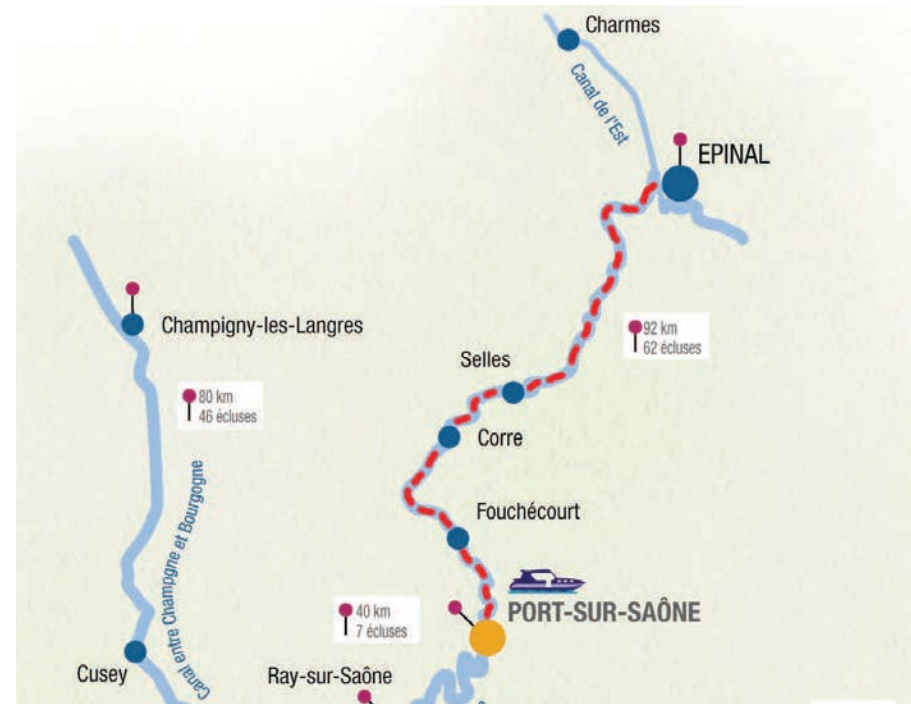 Charmes
Canal de l'Est
EPINAL
Champigny-les-Langres
92 km
62 écluses
Selles
80 km
46 écluses
Corre
Canal entre Champgne et Bourgogne
Fouchécourt
40 km
7 écluses
PORT-SUR-SAÔNE
Cusey
Ray-sur-Saône